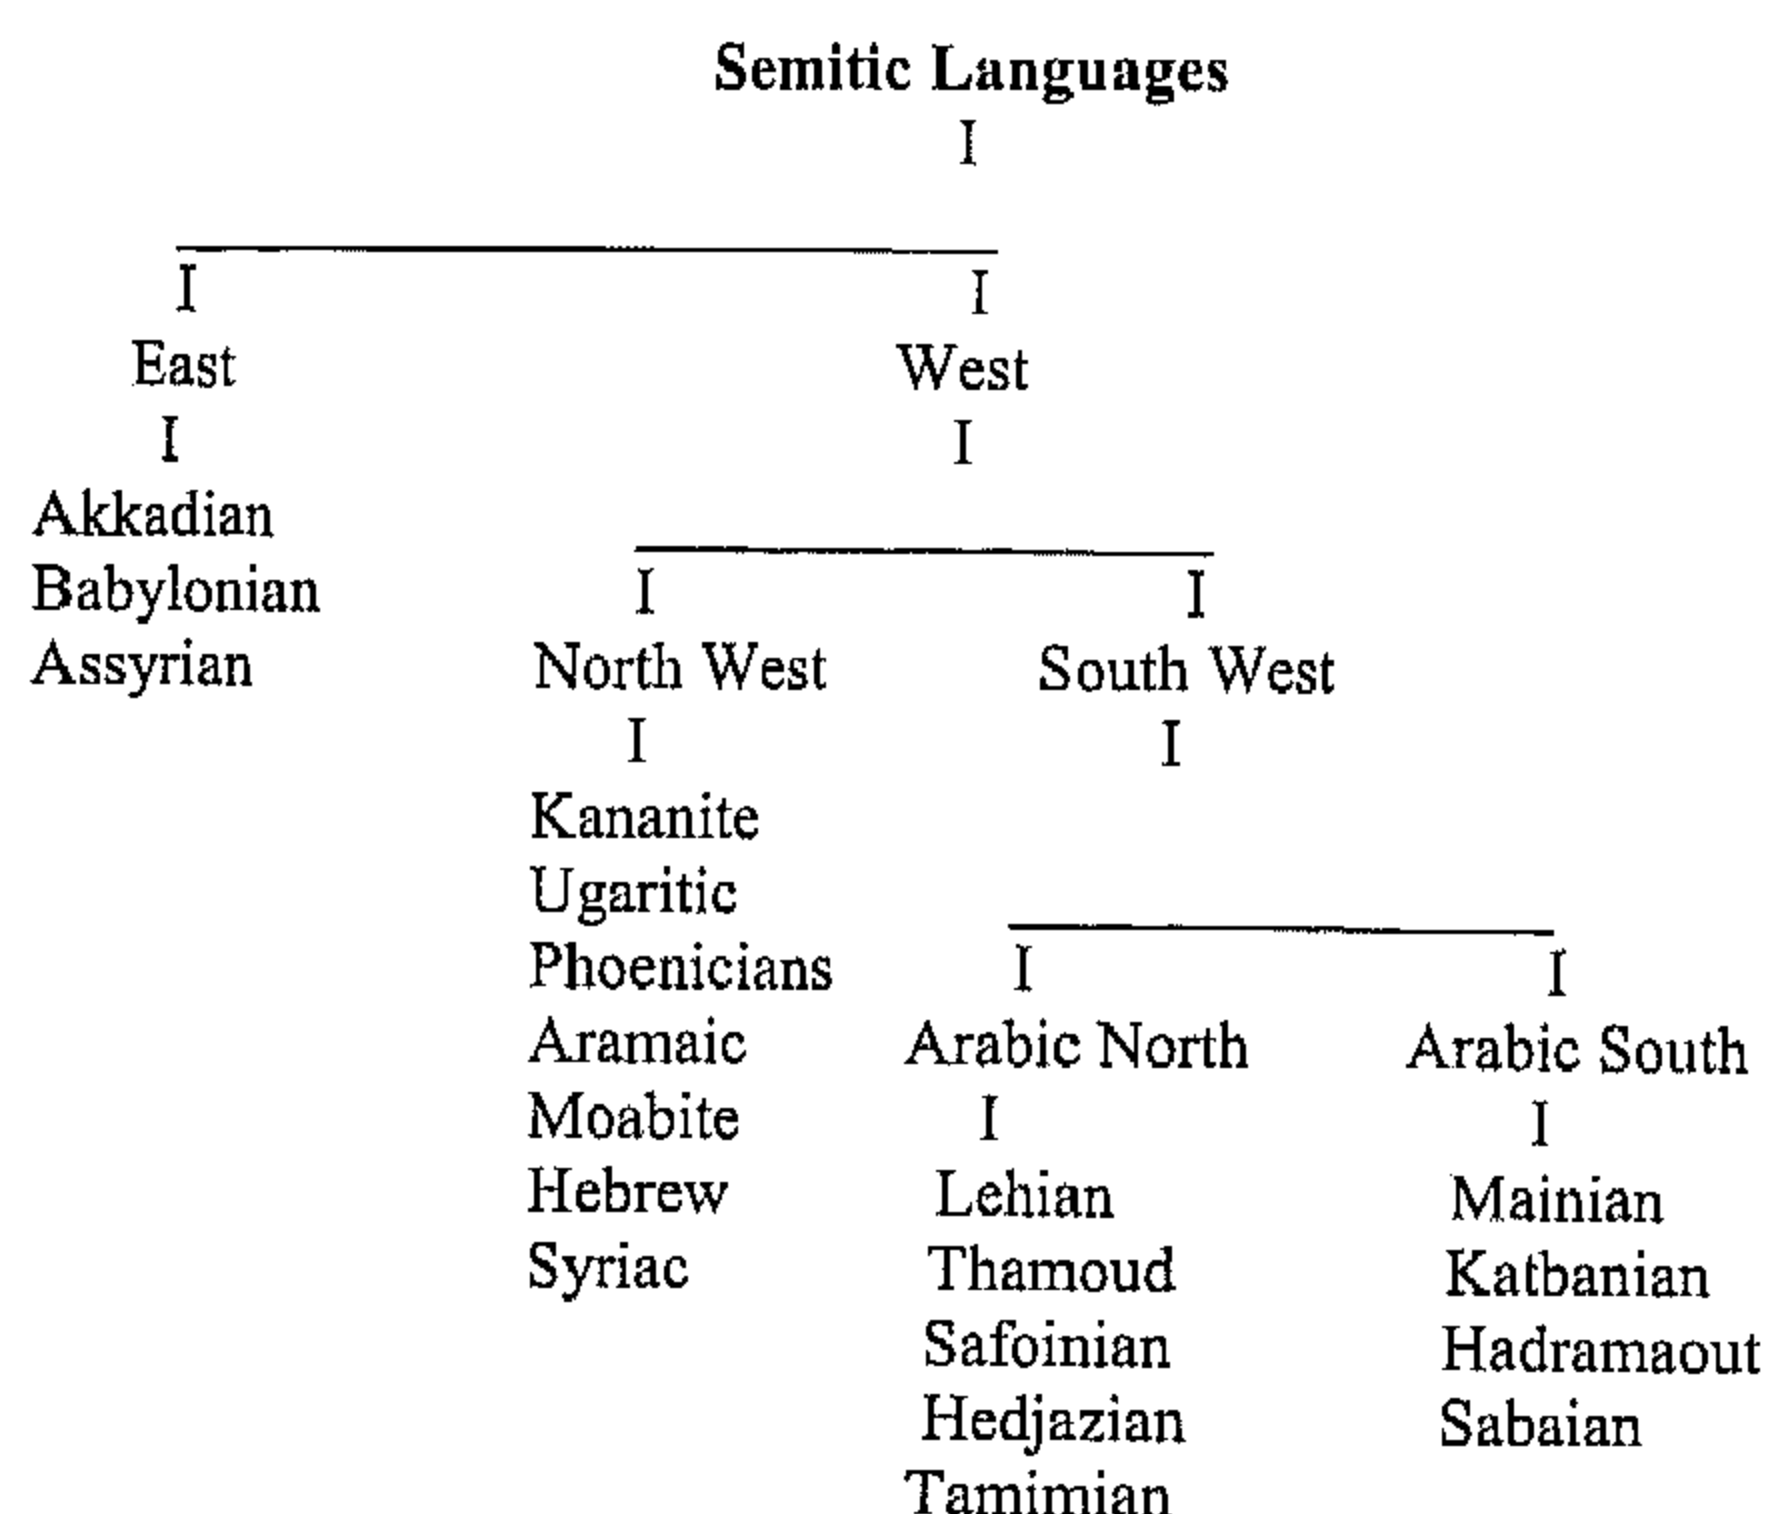 Semitic Languages
I
I I
East West
I I
Akkadian
Babylonian
Assyrian
I I
North West South West
I I
Kananite
Ugaritic
Phoenicians
Aramaic
Moabite
Hebrew
Syriac
I I
Arabic North Arabic South
I I
Lehian
Thamoud
Safoinian
Hedjazian
Tamimian
Mainian
Katbanian
Hadramaout
Sabaian